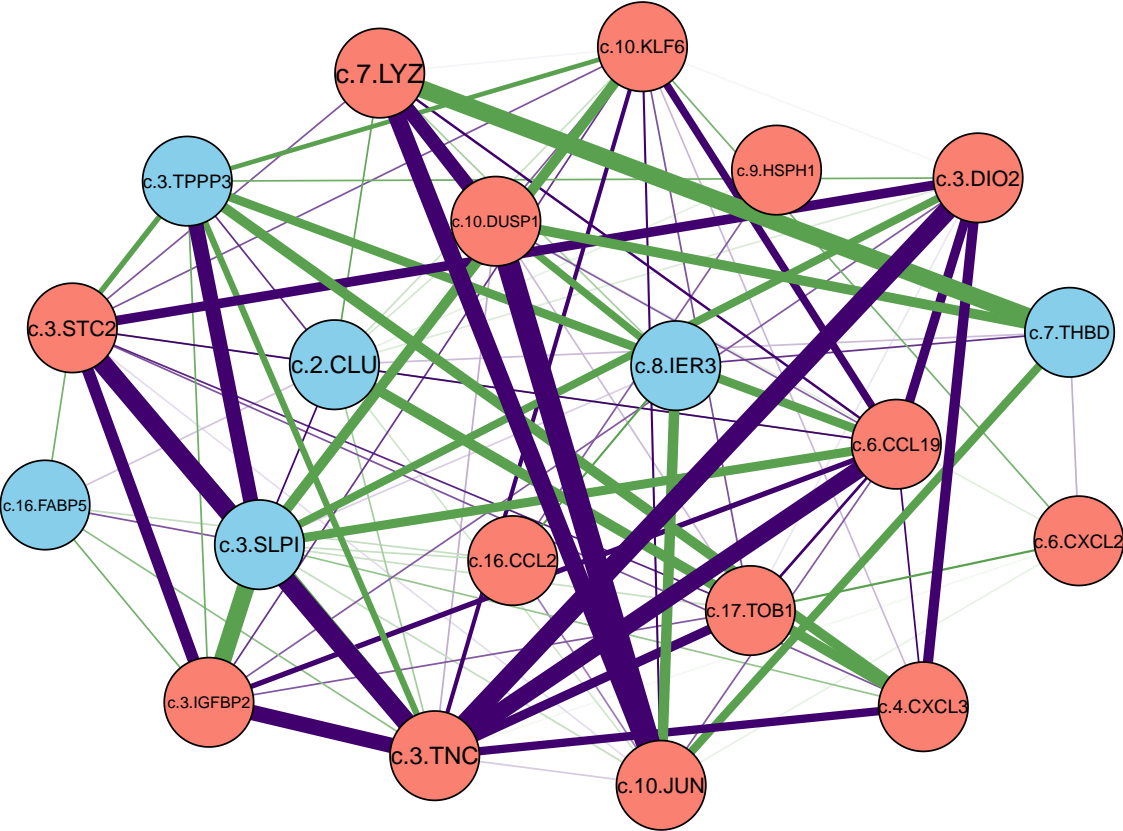 c.10.KLF6
c.7.LYZ
c.9.HSPH1
c.3.DIO2
c.3.TPPP3
c.10.DUSP1
c.3.STC2
c.7.THBD
c.2.CLU
c.8.IER3
c.6.CCL19
c.16.FABP5
c.3.SLPI
c.6.CXCL2
c.16.CCL2
c.17.TOB1
c.3.IGFBP2
c.4.CXCL3
c.3.TNC
c.10.JUN